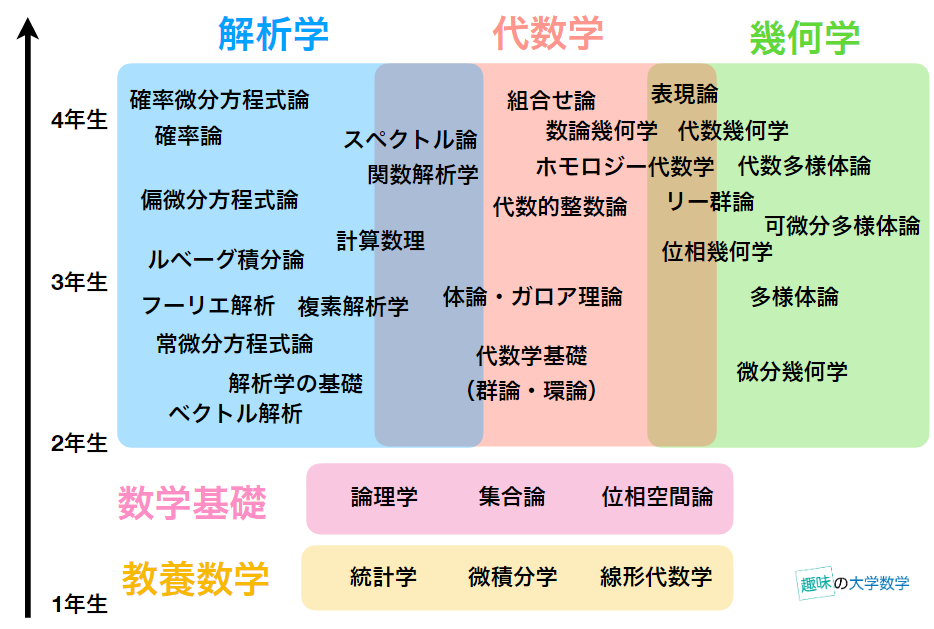 解析学
代数学
幾何学
4年生
確率微分方程式論
確率論
スペクトル論
関数解析学
組合せ論
表現論
数論幾何学
代数幾何学
ホモロジー代数学
代数多様体論
偏微分方程式論
代数的整数論
リー群論
可微分多様体論
計算数理
位相幾何学
ルベーグ積分論
3年生
フーリエ解析
複素解析学
体論・ガロア理論
多様体論
常微分方程式論
代数学基礎
(群論・環論)
微分幾何学
解析学の基礎
ベクトル解析
2年生
数学基礎
論理学
集合論
位相空間論
教養数学
統計学
微積分学
線形代数学
1年生
趣味の大学数学